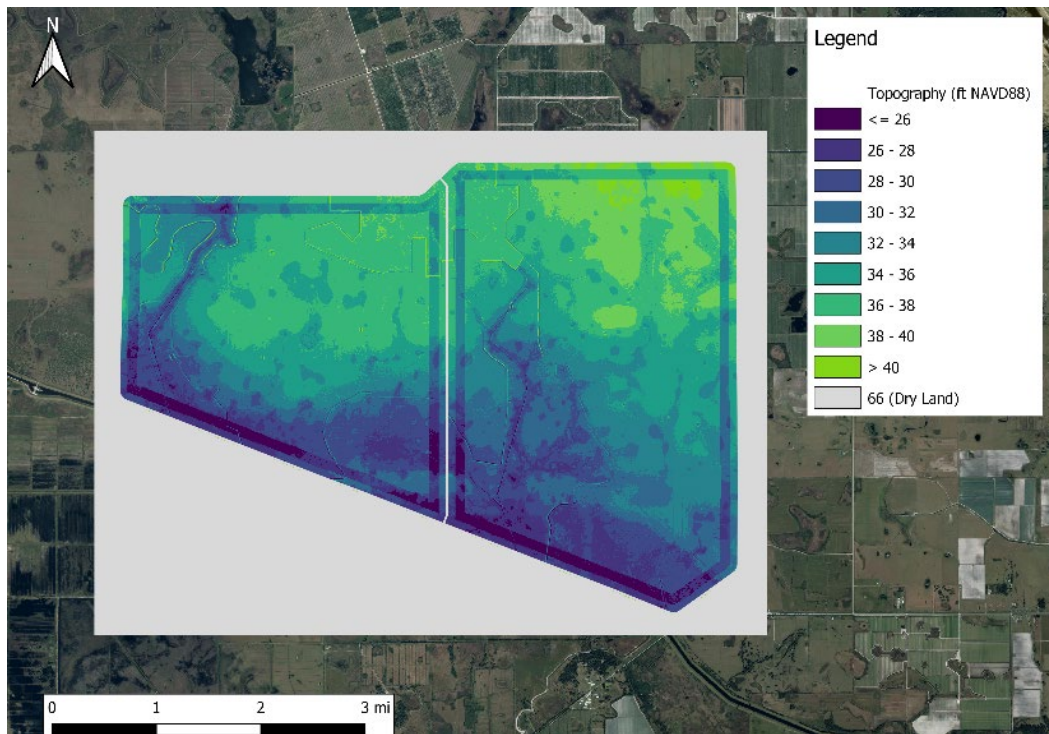 N
Legend
Topography (ft NAVD88)
<= 26
26 - 28
28 - 30
30 - 32
32 - 34
34 - 36
36 - 38
38 - 40
> 40
66 (Dry Land)
0 1 2 3 mi